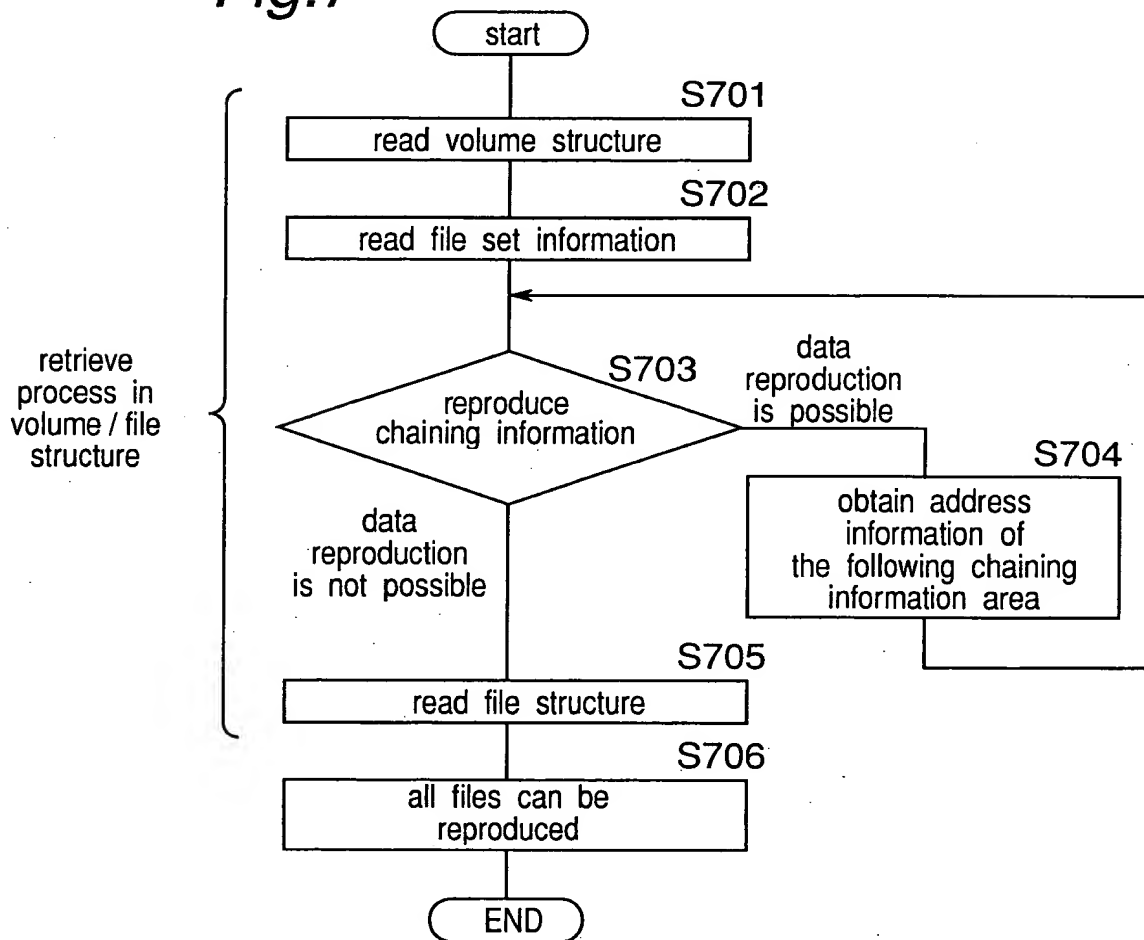 Fig.7
start
S701
read volume structure
S702
read file set information
retrieve
process in
volume / file
structure
S703
reproduce
chaining information
data
reproduction
is possible
S704
obtain address
information of
the following chaining
information area
data
reproduction
is not possible
S705
read file structure
S706
all files can be
reproduced
END